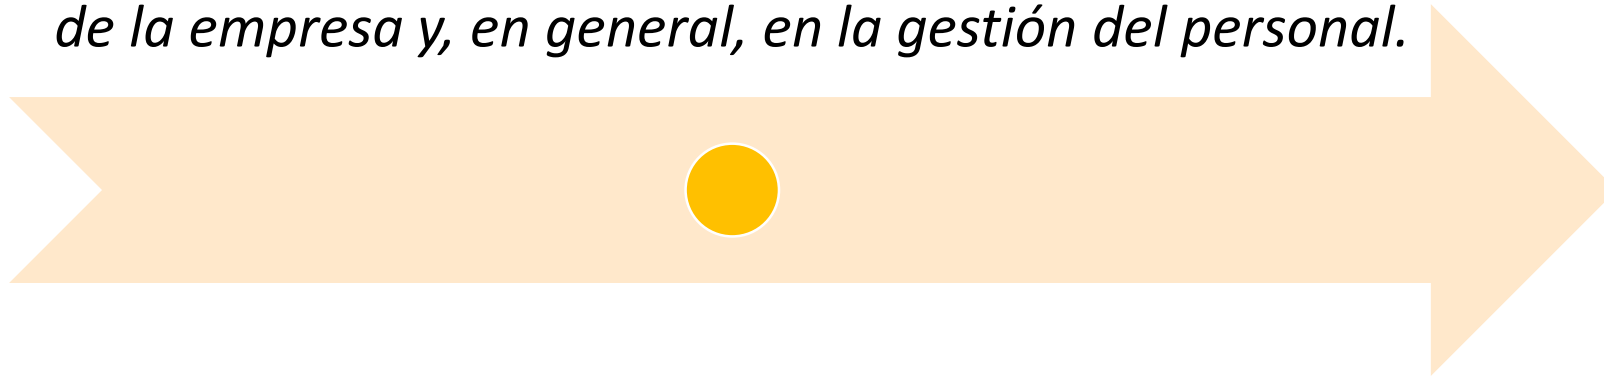 de la empresa y, en general, en la gestión del personal.